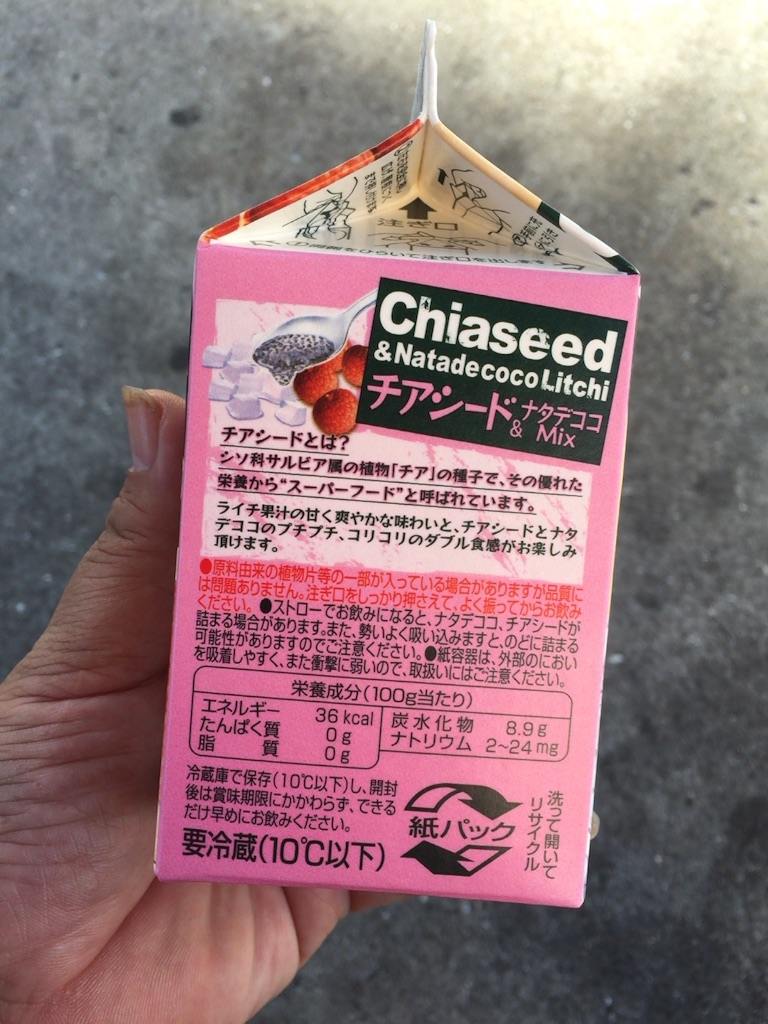 注ぎ口
Chiaseed
& Natadecoco Litchi
チアシード ナタデココ
& Mix
チアシードとは?
シソ科サルビア属の植物「チア」の種子で、その優れた
栄養から“スーパーフード”と呼ばれています。
ライチ果汁の甘く爽やかな味わいと、チアシードとナタ
デココのプチプチ、コリコリのダブル食感がお楽しみ
頂けます。
●原料由来の植物片等の一部が入っている場合がありますが品質に
は問題ありません。注ぎ口をしっかり押さえて、よく振ってからお飲み
ください。●ストローでお飲みになると、ナタデココ、チアシードが
詰まる場合があります。また、勢いよく吸い込みますと、のどに詰まる
可能性がありますのでご注意ください。●紙容器は、外部のにおい
を吸着しやすく、また衝撃に弱いので、取扱いにはご注意ください。
栄養成分(100g当たり)
エネルギー 36 kcal
たんぱく質 0 g
脂 質 0 g
炭水化物 8.9 g
ナトリウム 2~24 mg
冷蔵庫で保存(10℃以下)し、開封
後は賞味期限にかかわらず、できる
だけ早めにお飲みください。
要冷蔵(10℃以下)
紙パック
洗って開いて
リサイクル